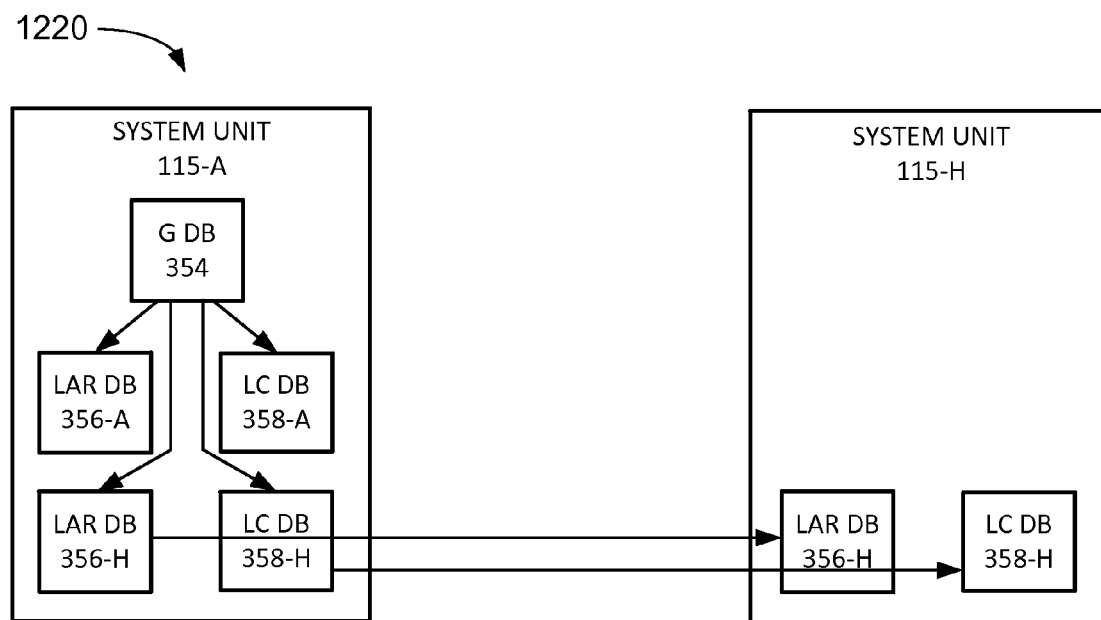 1220
SYSTEM UNIT
115-A
G DB
354
LAR DB
356-A
LC DB
358-A
LAR DB
356-H
LC DB
358-H
SYSTEM UNIT
115-H
LAR DB
356-H
LC DB
358-H